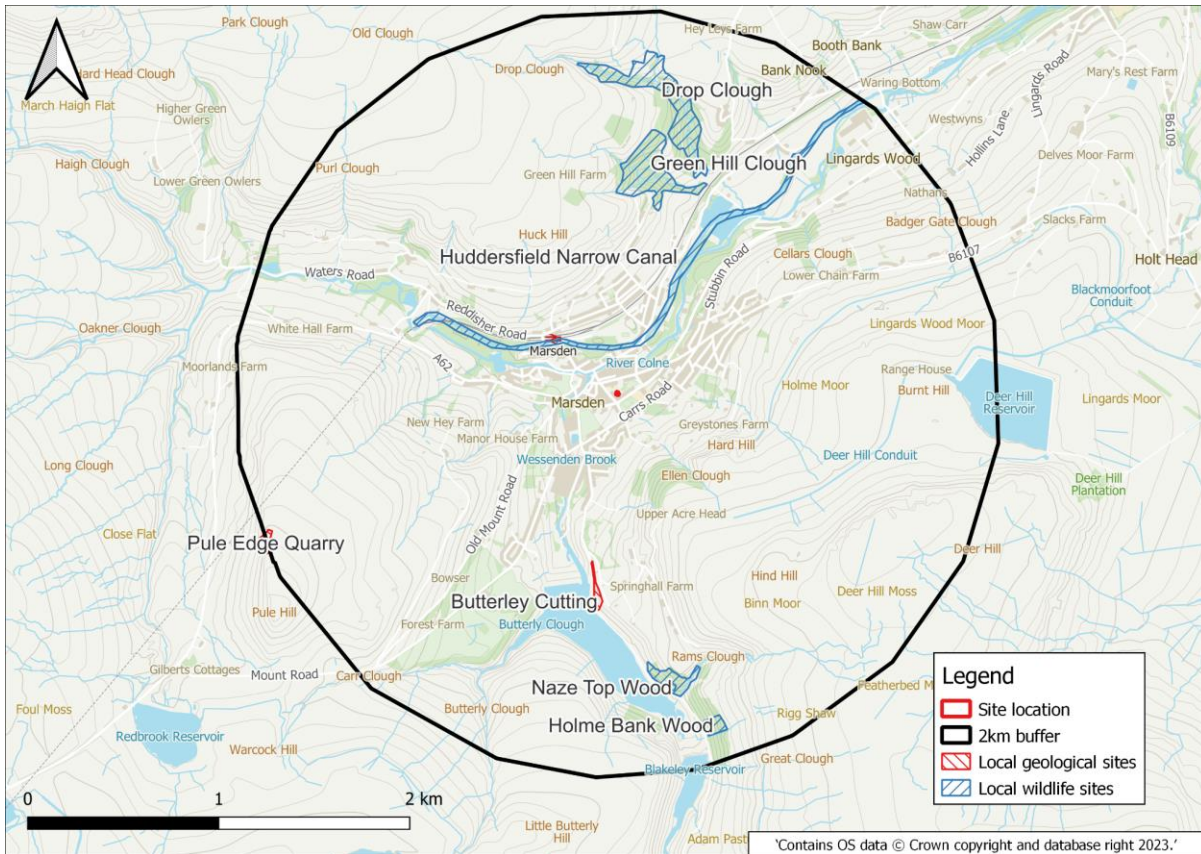 Park Clough
Old Clough
Hey Leys Farm
Shaw Carr
Booth Bank
Drop Clough
Bank Nook
Waring Bottom
Lungards Road
Mary's Rest Farm
March Haigh Flat
Higher Green
Owlers
Drop Clough
Westwyns
Hollins Lane
B6109
Haigh Clough
Purl Clough
Green Hill Clough
Lingards Wood
Delves Moor Farm
Lower Green Owlers
Green Hill Farm
Nathans
Badger Gate Clough
Slacks Farm
Huck Hill
Cellars Clough
B6107
Holt Head
Huddersfield Narrow Canal
Stubbin Road
Lower Chain Farm
Waters Road
Blackmoorfoot
Conduit
Oakner Clough
White Hall Farm
Reddisher Road
Lingards Wood Moor
Marsden
River Colne
Moorlands Farm
A62
Range House
Burnt Hill
Holme Moor
Deer Hill
Reservoir
Lingards Moor
Marsden
Carrs Road
New Hey Farm
Greystones Farm
Manor House Farm
Hard Hill
Wessenden Brook
Deer Hill Conduit
Long Clough
Ellen Clough
Deer Hill
Plantation
Old Mount Road
Upper Acre Head
Close Flat
Pule Edge Quarry
Deer Hill
Bowser
Springhall Farm
Hind Hill
Deer Hill Moss
Pule Hill
Butterley Cutting
Binn Moor
Forest Farm
Butterly Clough
Gilberts Cottages
Mount Road
Carr Clough
Rams Clough
Naze Top Wood
Foul Moss
Butterly Clough
Holme Bank Wood
Rigg Shaw
Redbrook Reservoir
Warcock Hill
Great Clough
Blakeley Reservoir
Little Butterly
Hill
Legend
Site location
2km buffer
Local geological sites
Local wildlife sites
0 1 2 km
'Contains OS data © Crown copyright and database right 2023.'